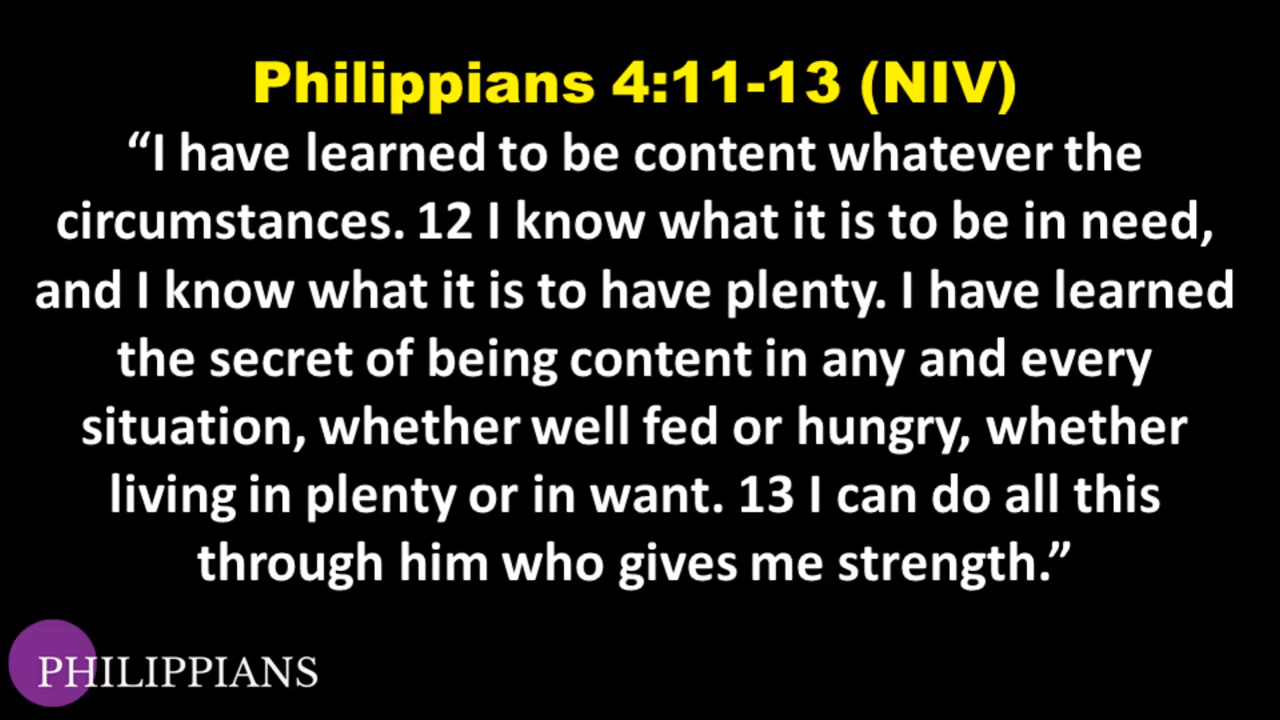 Philippians 4:11-13 (NIV)
“I have learned to be content whatever the
circumstances. 12 I know what it is to be in need,
and I know what it is to have plenty. I have learned
the secret of being content in any and every
situation, whether well fed or hungry, whether
living in plenty or in want. 13 I can do all this
through him who gives me strength.”
PHILIPPIANS